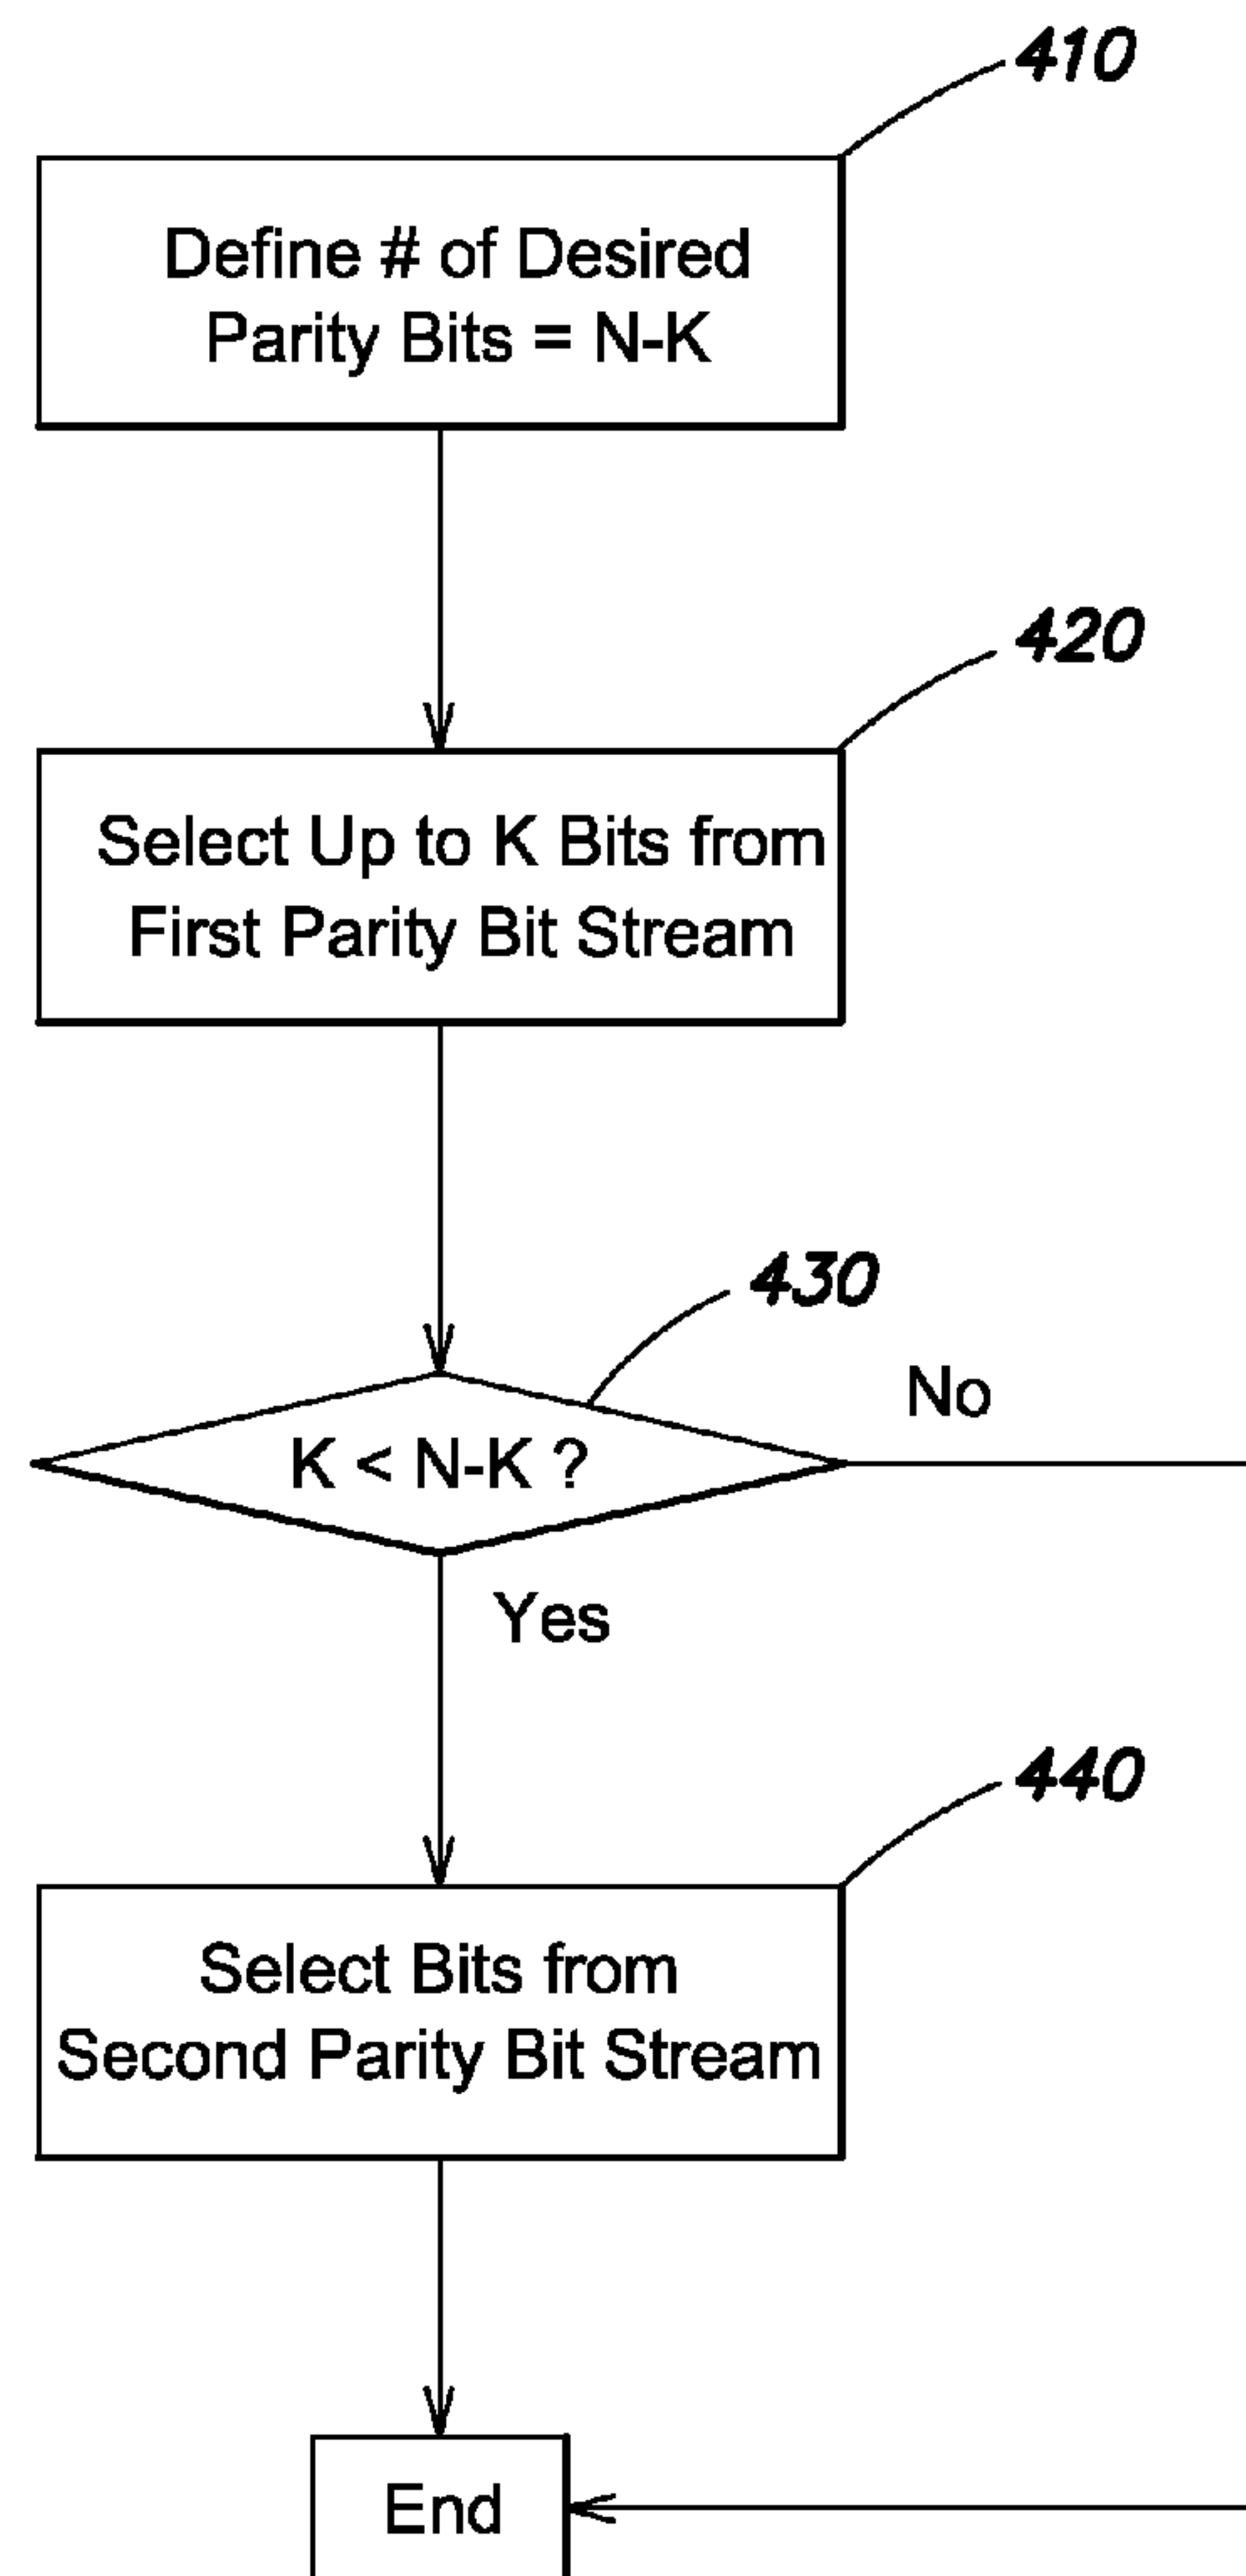 410
Define # of Desired
Parity Bits = N-K
420
Select Up to K Bits from
First Parity Bit Stream
430
No
K < N-K ?
Yes
440
Select Bits from
Second Parity Bit Stream
End